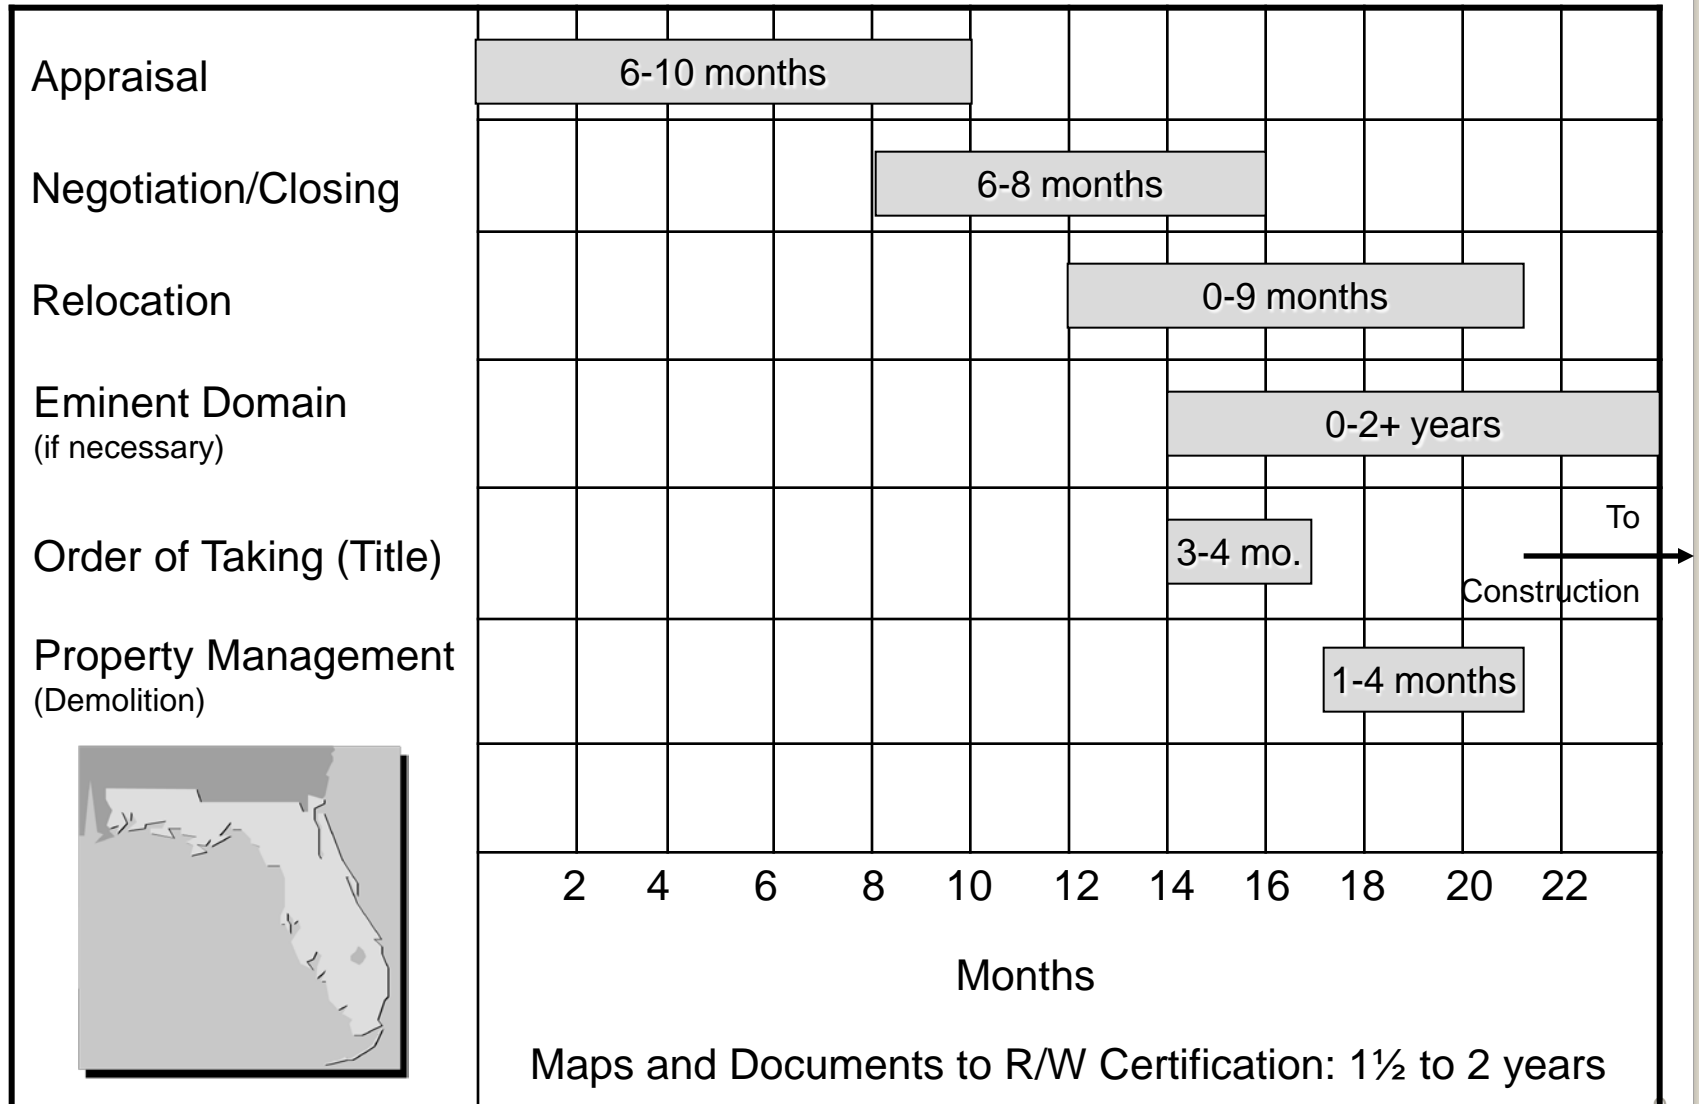 Appraisal
6-10 months
Negotiation/Closing
6-8 months
Relocation
0-9 months
Eminent Domain
(if necessary)
0-2+ years
Order of Taking (Title)
3-4 mo.
To
Construction
Property Management
(Demolition)
1-4 months
2 4 6 8 10 12 14 16 18 20 22
Months
Maps and Documents to R/W Certification: 1½ to 2 years